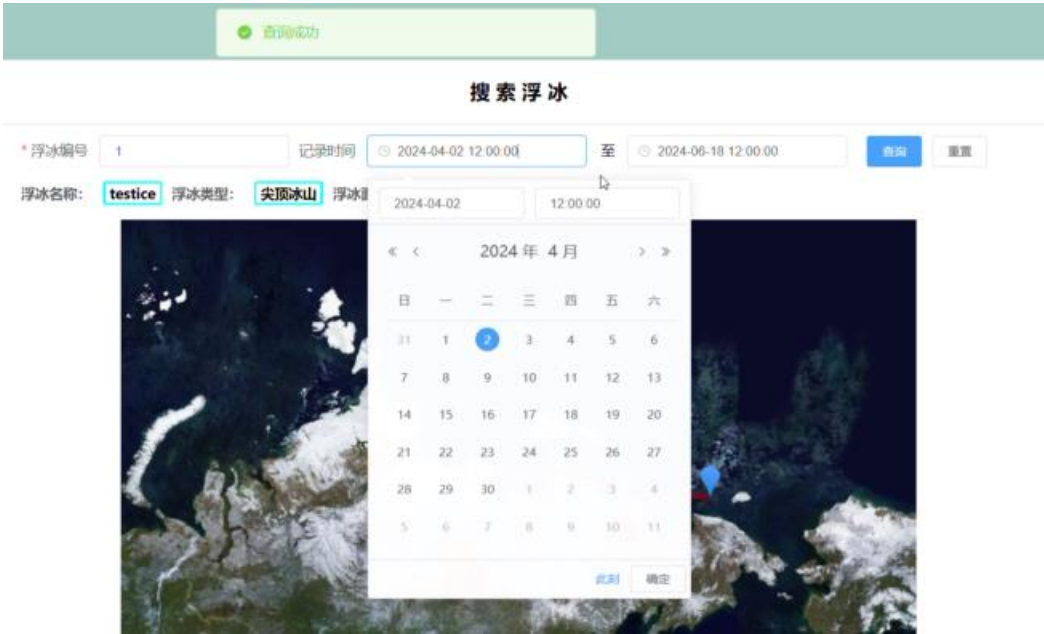 查询成功
搜索浮冰
* 浮冰编号 1 记录时间 2024-04-02 12:00:00 至 2024-06-18 12:00:00 查询 重置
浮冰名称: testice 浮冰类型: 尖顶冰山 浮冰
2024-04-02 12:00:00
« < 2024 年 4 月 > »
日 一 二 三 四 五 六
31 1 2 3 4 5 6
7 8 9 10 11 12 13
14 15 16 17 18 19 20
21 22 23 24 25 26 27
28 29 30 1 2 3 4
5 6 7 8 9 10 11
此刻 确定